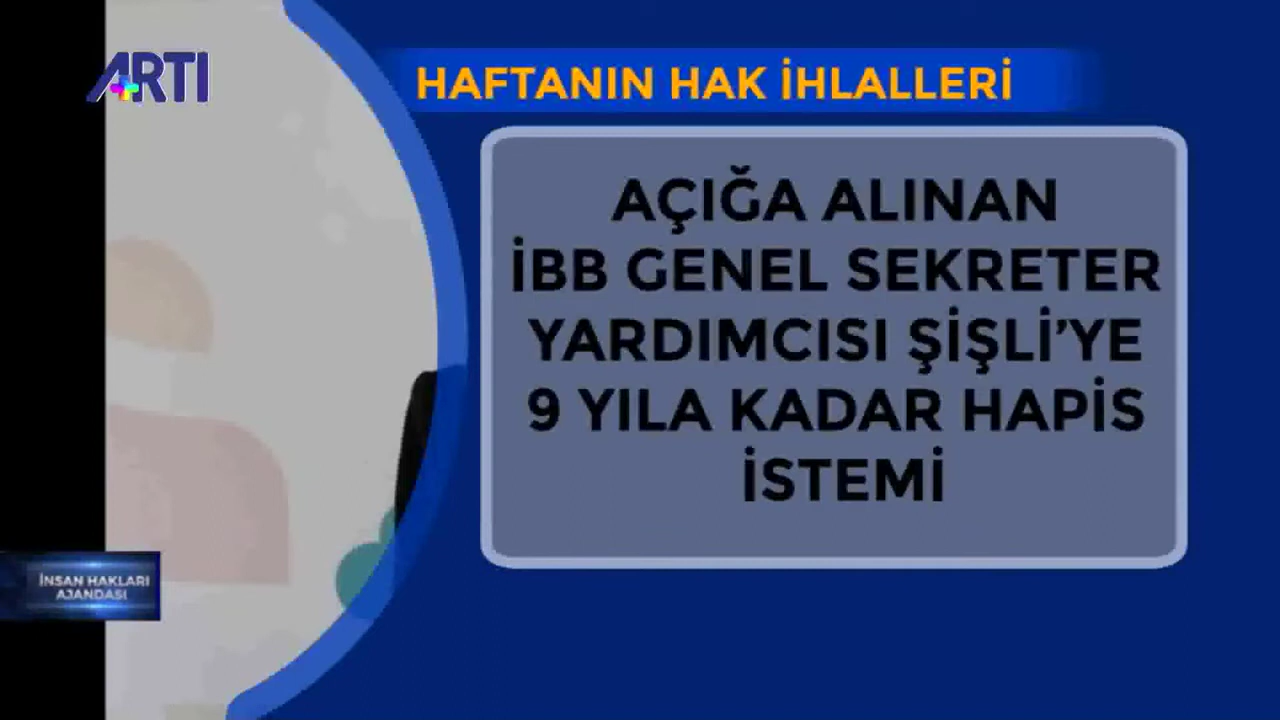 ARTI
HAFTANIN HAK İHLALLERİ
AÇIĞA ALINAN
İBB GENEL SEKRETER
YARDIMCISI ŞİŞLİ'YE
9 YILA KADAR HAPİS
İSTEMİ
İNSAN HAKLARI
AJANDASI